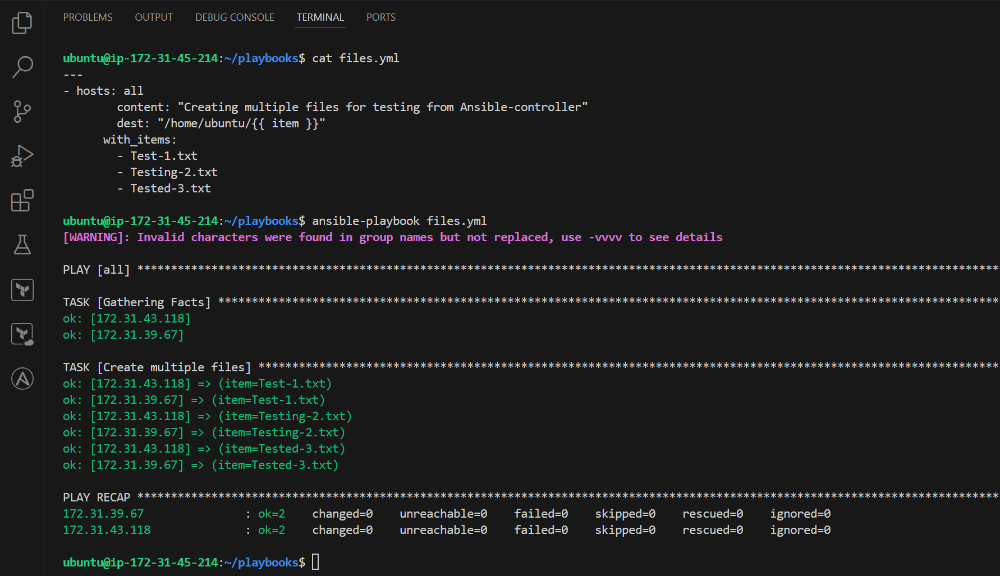 PROBLEMS OUTPUT DEBUG CONSOLE TERMINAL PORTS
ubuntu@ip-172-31-45-214:~/playbooks$ cat files.yml
---
- hosts: all
        content: "Creating multiple files for testing from Ansible-controller"
        dest: "/home/ubuntu/{{ item }}"
      with_items:
        - Test-1.txt
        - Testing-2.txt
        - Tested-3.txt
ubuntu@ip-172-31-45-214:~/playbooks$ ansible-playbook files.yml
[WARNING]: Invalid characters were found in group names but not replaced, use -vvvv to see details
PLAY [all] ********************************************************************************************************************************
TASK [Gathering Facts] ********************************************************************************************************************
ok: [172.31.43.118]
ok: [172.31.39.67]
TASK [Create multiple files] **************************************************************************************************************
ok: [172.31.43.118] => (item=Test-1.txt)
ok: [172.31.39.67] => (item=Test-1.txt)
ok: [172.31.43.118] => (item=Testing-2.txt)
ok: [172.31.39.67] => (item=Testing-2.txt)
ok: [172.31.43.118] => (item=Tested-3.txt)
ok: [172.31.39.67] => (item=Tested-3.txt)
PLAY RECAP ********************************************************************************************************************************
172.31.39.67               : ok=2    changed=0    unreachable=0    failed=0    skipped=0    rescued=0    ignored=0
172.31.43.118              : ok=2    changed=0    unreachable=0    failed=0    skipped=0    rescued=0    ignored=0
ubuntu@ip-172-31-45-214:~/playbooks$